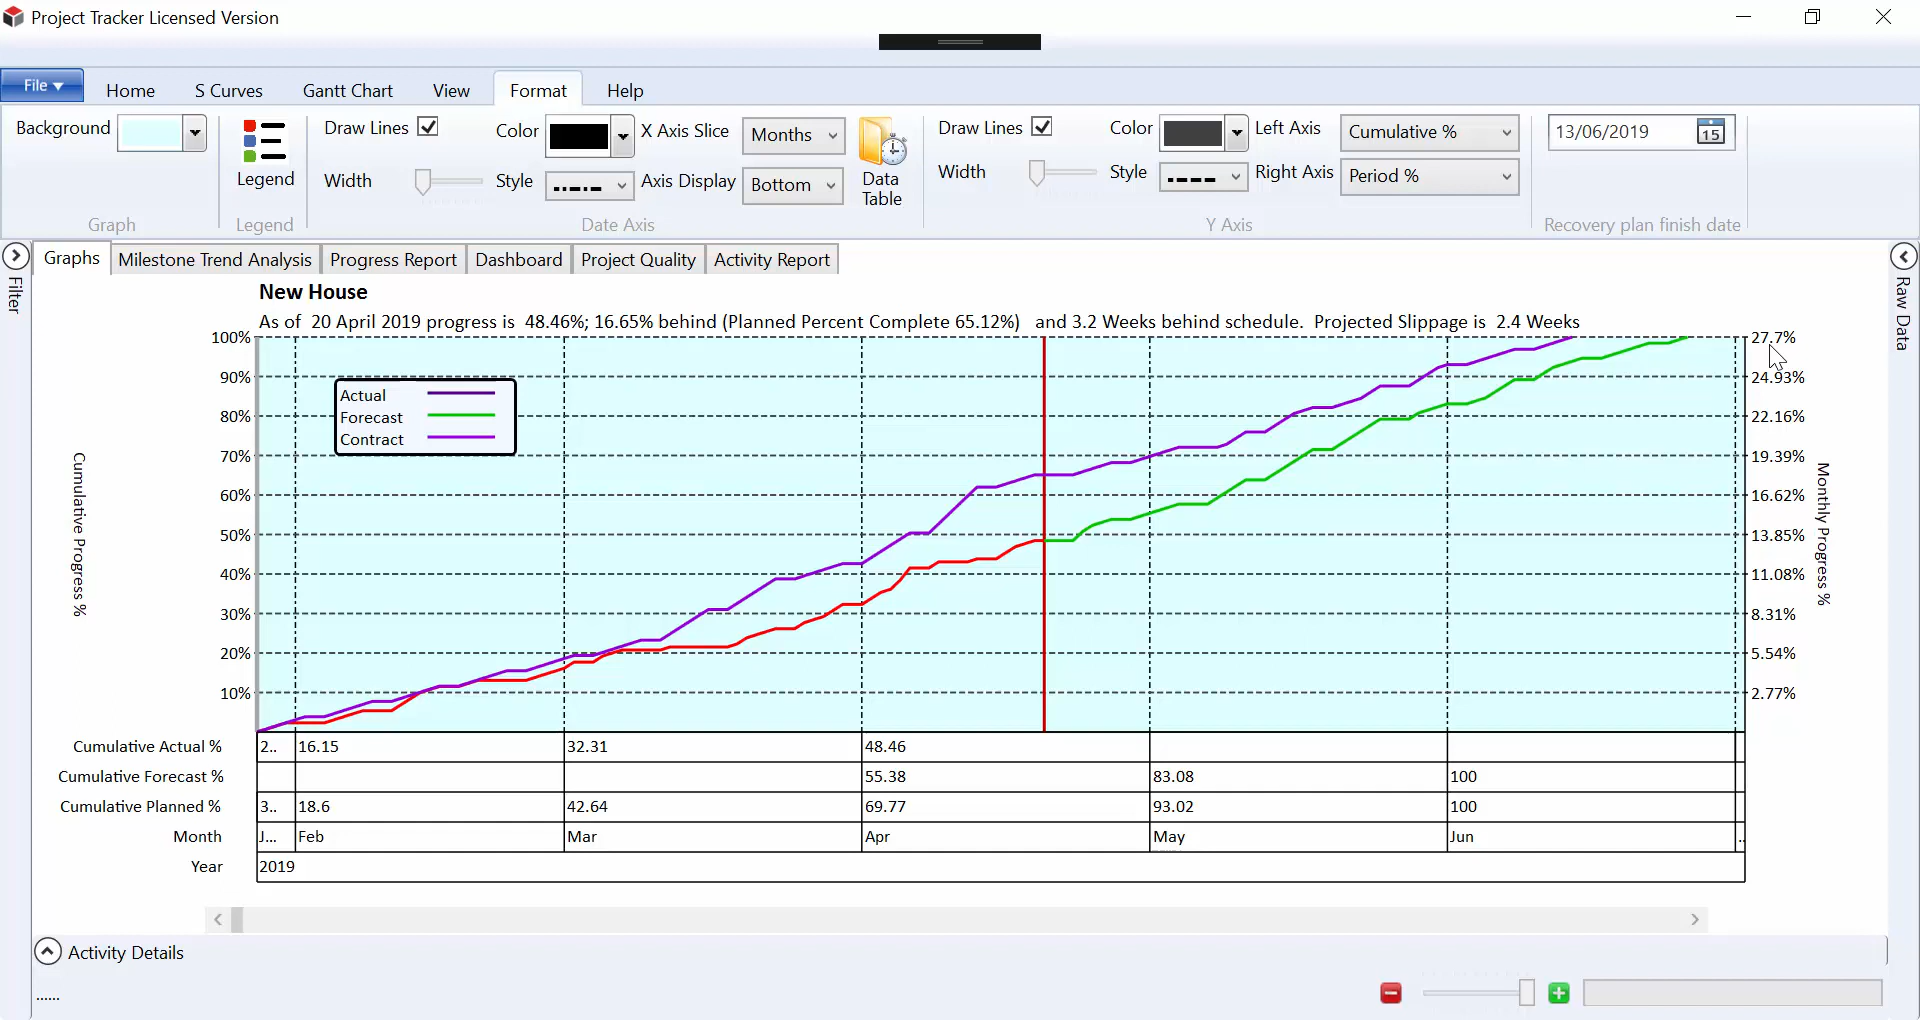 Project Tracker Licensed Version
File
Home
S Curves
Gantt Chart
View
Format
Help
Background
Graph
Legend
Legend
Draw Lines
Color
X Axis Slice
Months
Width
Style
Axis Display
Bottom
Data
Table
Date Axis
Draw Lines
Color
Left Axis
Cumulative %
Width
Style
Right Axis
Period %
Y Axis
13/06/2019
15
Recovery plan finish date
Filter
Graphs
Milestone Trend Analysis
Progress Report
Dashboard
Project Quality
Activity Report
Raw Data
New House
As of 20 April 2019 progress is 48.46%; 16.65% behind (Planned Percent Complete 65.12%) and 3.2 Weeks behind schedule. Projected Slippage is 2.4 Weeks
Cumulative Progress %
100%
90%
80%
70%
60%
50%
40%
30%
20%
10%
Actual
Forecast
Contract
27.7%
24.93%
22.16%
19.39%
16.62%
13.85%
11.08%
8.31%
5.54%
2.77%
Monthly Progress %
Cumulative Actual % 2.. 16.15 32.31 48.46
Cumulative Forecast % 55.38 83.08 100
Cumulative Planned % 3.. 18.6 42.64 69.77 93.02 100
Month J... Feb Mar Apr May Jun ..
Year 2019
Activity Details
......